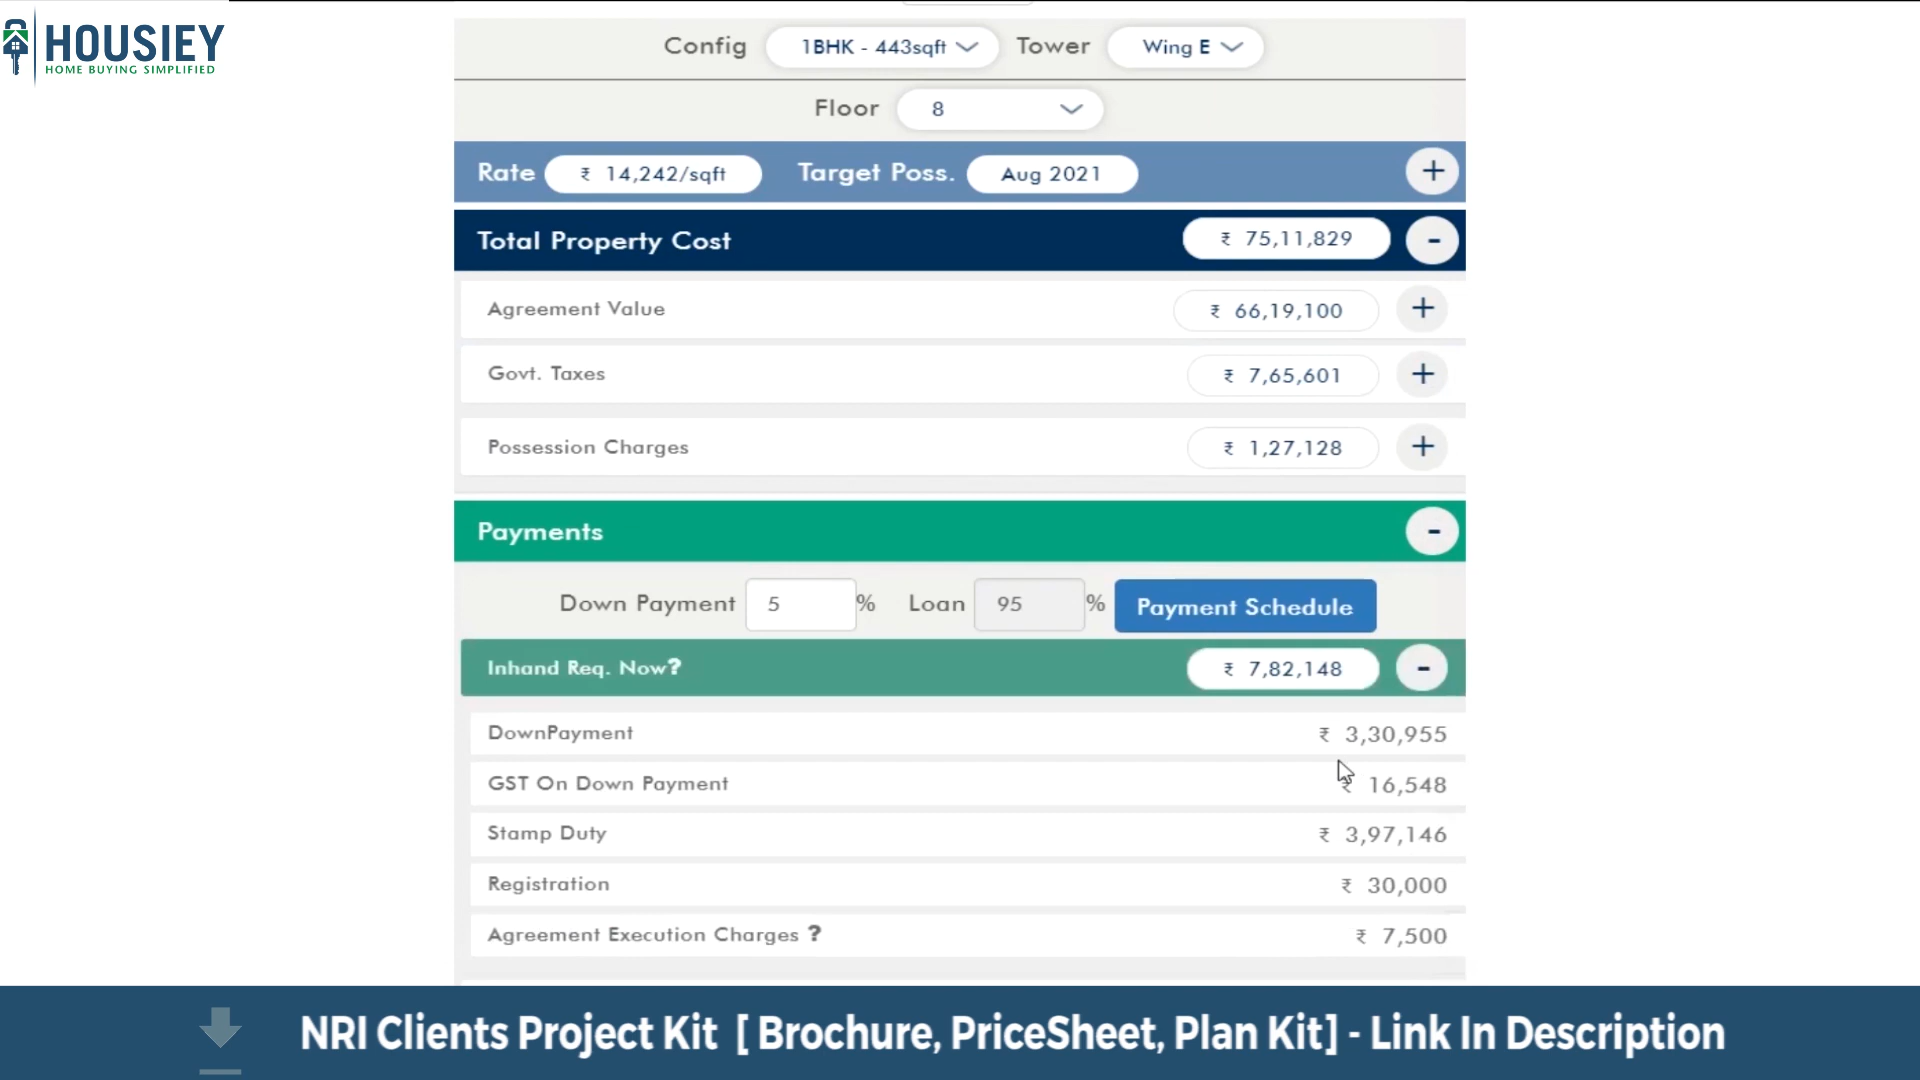 HOUSIEY
HOME BUYING SIMPLIFIED
Config 1BHK - 443sqft Tower Wing E
Floor 8
Rate ₹ 14,242/sqft Target Poss. Aug 2021 +
Total Property Cost ₹ 75,11,829 -
Agreement Value ₹ 66,19,100 +
Govt. Taxes ₹ 7,65,601 +
Possession Charges ₹ 1,27,128 +
Payments -
Down Payment 5 % Loan 95 % Payment Schedule
Inhand Req. Now? ₹ 7,82,148 -
DownPayment ₹ 3,30,955
GST On Down Payment ₹ 16,548
Stamp Duty ₹ 3,97,146
Registration ₹ 30,000
Agreement Execution Charges ? ₹ 7,500
NRI Clients Project Kit [ Brochure, PriceSheet, Plan Kit] - Link In Description